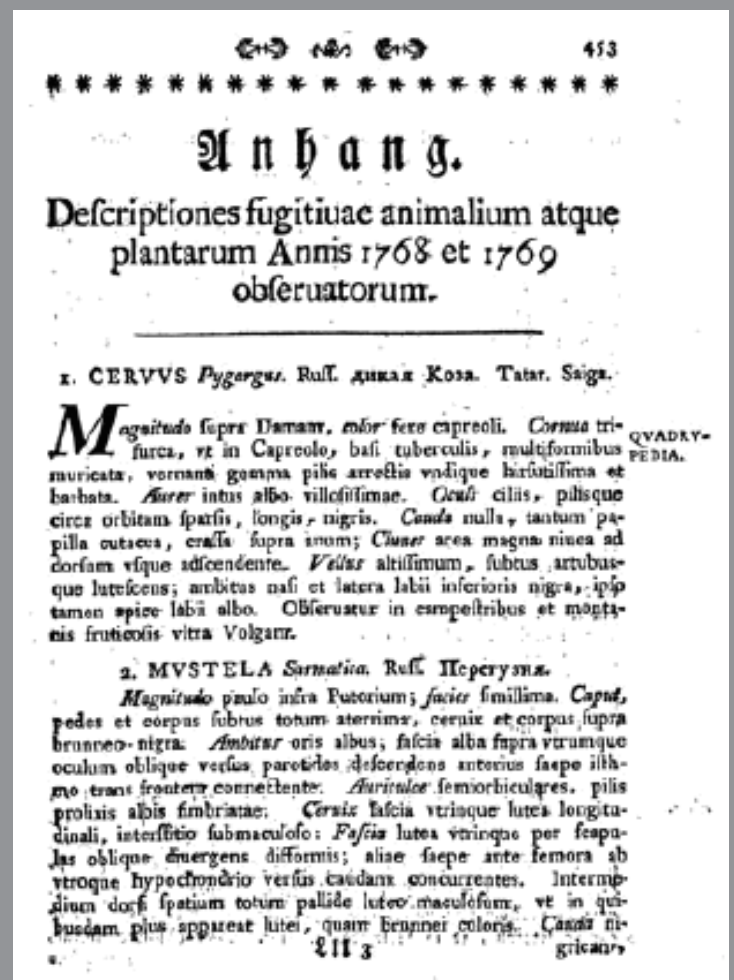 453
Anhang.
Deſcriptiones fugitiuae animalium atque
plantarum Annis 1768 et 1769
obſeruatorum.
1. CERVVS Pygargus. Ruſſ. дикая Коза. Tatar. Saiga.
Magnitudo ſupra Damam, color fere capreoli. Cornua tri-
furca, vt in Capreolo, baſi tuberculis, multiformibus
QVADRV-
PEDIA.
muricata, vernans gemma pilis arrectis vndique hirſutiſſima et
barbata. Aures intus albo villoſiſſimae. Oculi ciliis, piliſque
circa orbitam ſparſis, longis, nigris. Cauda nulla, tantum pa-
pilla cutacea, craſſa ſupra anum; Clunes area magna niuea ad
dorſum vſque adſcendente. Vellus altiſſimum, ſubtus artubus-
que luteſcens; ambitus naſi et latera labii inferioris nigra, ipſo
tamen apice labii albo. Obſeruatur in campeſtribus et monta-
nis fruticoſis vltra Volgam.
2. MVSTELA Sarmatica. Ruſſ. Перегузня.
Magnitudo paulo infra Putorium; facies ſimillima. Caput,
pedes et corpus ſubtus totum aterrima, ceruix et corpus ſupra
brunneo-nigra. Ambitus oris albus; faſcia alba ſupra vtrumque
oculum oblique verſus parotides deſcendens anterius ſaepe iſth-
mo trans frontem connectente. Auriculae ſemiorbiculares, pilis
prolixis albis fimbriatae. Ceruix faſcia vtrinque lutea longitu-
dinali, interſtitio ſubmaculoſo: Faſcia lutea vtrinque per ſcapu-
las oblique diuergens difformis; aliae ſaepe ante femora ab
vtroque hypochondrio verſus caudam concurrentes. Interme-
dium dorſi ſpatium totum pallide luteo maculoſum, vt in qui-
busdam plus appareat lutei, quam brunnei coloris. Cauda ni-
Lll 3
gricans,